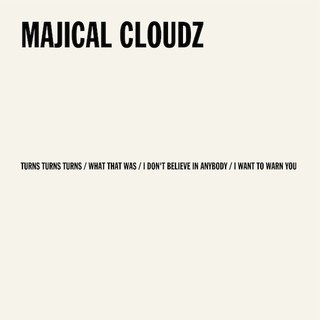 MAJICAL CLOUDZ
TURNS TURNS TURNS / WHAT THAT WAS / I DON'T BELIEVE IN ANYBODY / I WANT TO WARN YOU